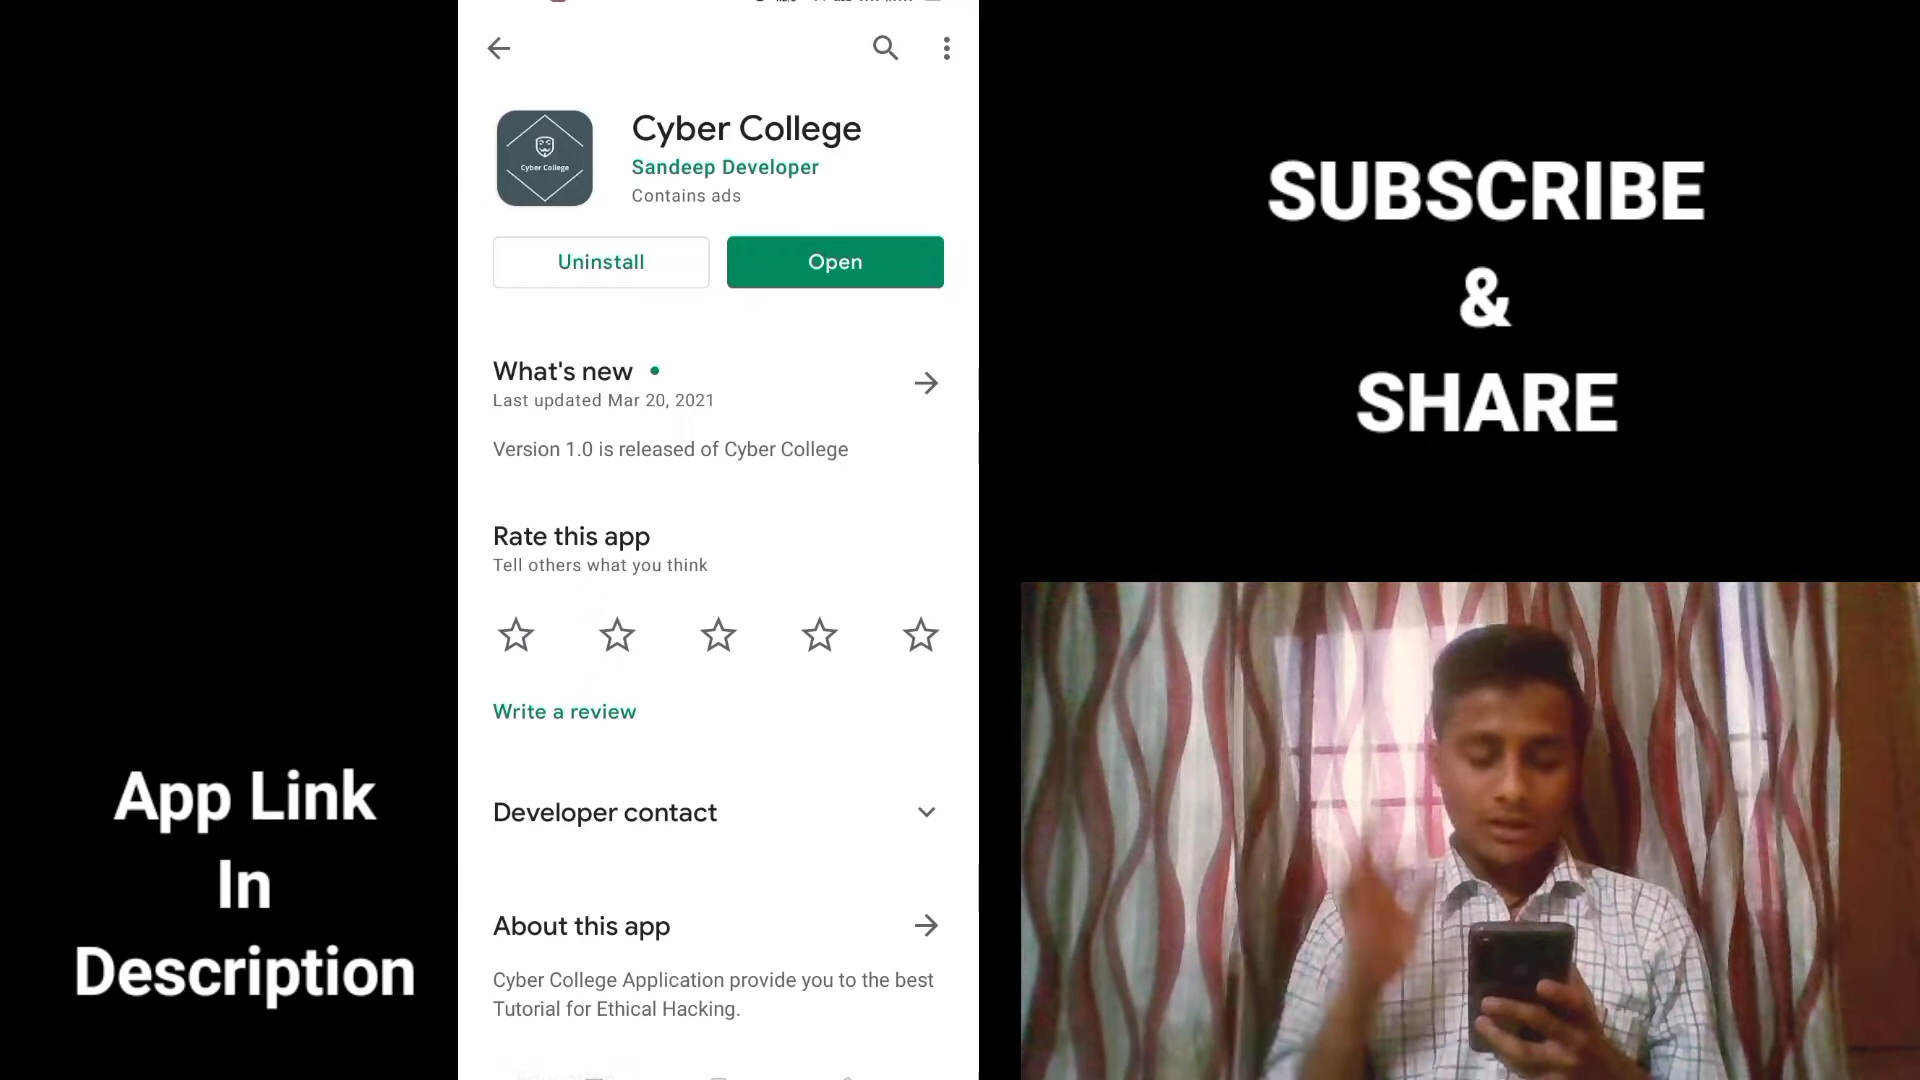 Cyber College
Cyber College
Sandeep Developer
Contains ads
Uninstall
Open
What's new
Last updated Mar 20, 2021
Version 1.0 is released of Cyber College
Rate this app
Tell others what you think
Write a review
Developer contact
About this app
Cyber College Application provide you to the best
Tutorial for Ethical Hacking.
App Link
In
Description
SUBSCRIBE
&
SHARE